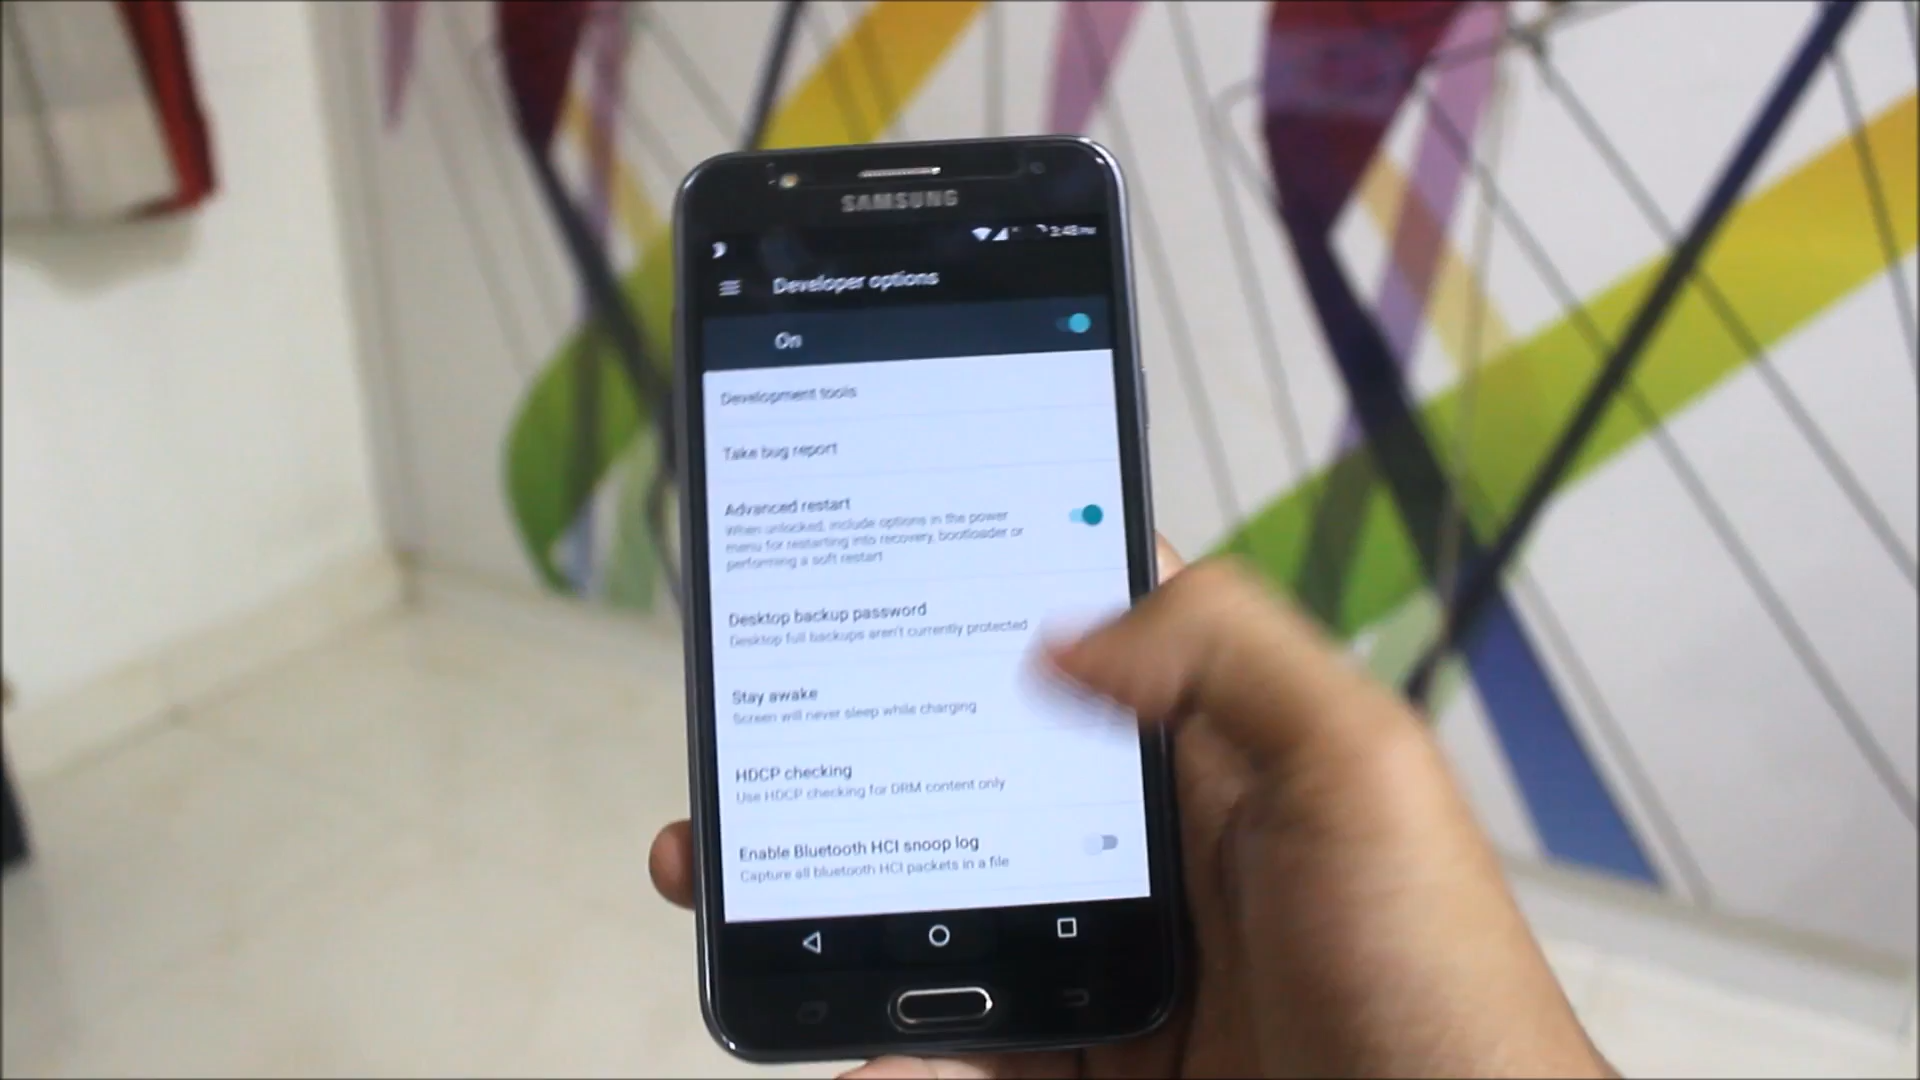 SAMSUNG
3:48 PM
Developer options
On
Development tools
Take bug report
Advanced restart
When unlocked, include options in the power
menu for restarting into recovery, bootloader or
performing a soft restart
Desktop backup password
Desktop full backups aren't currently protected
Stay awake
Screen will never sleep while charging
HDCP checking
Use HDCP checking for DRM content only
Enable Bluetooth HCI snoop log
Capture all bluetooth HCI packets in a file